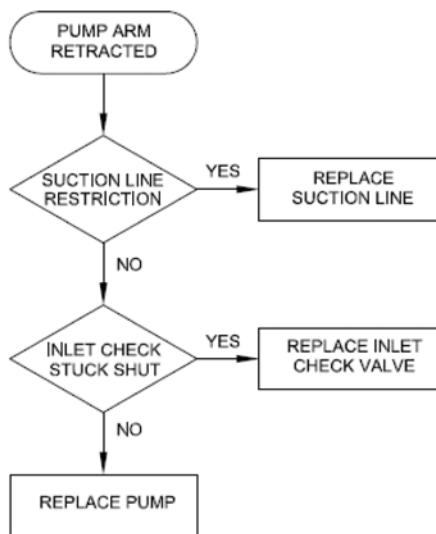 PUMP ARM
RETRACTED
SUCTION LINE
RESTRICTION
YES
REPLACE
SUCTION LINE
NO
INLET CHECK
STUCK SHUT
YES
REPLACE INLET
CHECK VALVE
NO
REPLACE PUMP